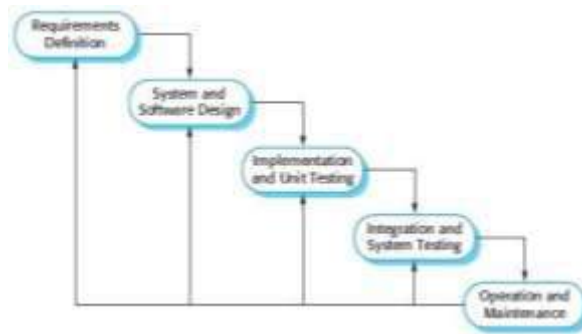 Requirements
Definition
System and
Software Design
Implementation
and Unit Testing
Integration and
System Testing
Operation and
Maintenance